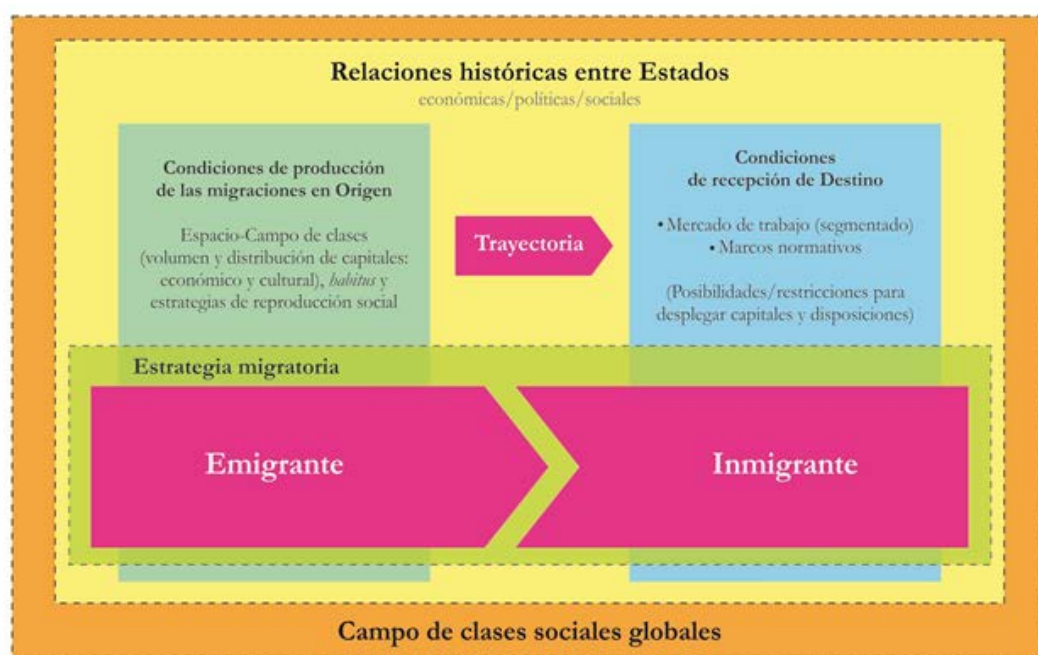 Relaciones históricas entre Estados
económicas/políticas/sociales
Condiciones de producción
de las migraciones en Origen
Espacio-Campo de clases
(volumen y distribución de capitales:
económico y cultural), habitus y
estrategias de reproducción social
Trayectoria
Condiciones
de recepción de Destino
• Mercado de trabajo (segmentado)
• Marcos normativos
(Posibilidades/restricciones para
desplegar capitales y disposiciones)
Estrategia migratoria
Emigrante
Inmigrante
Campo de clases sociales globales